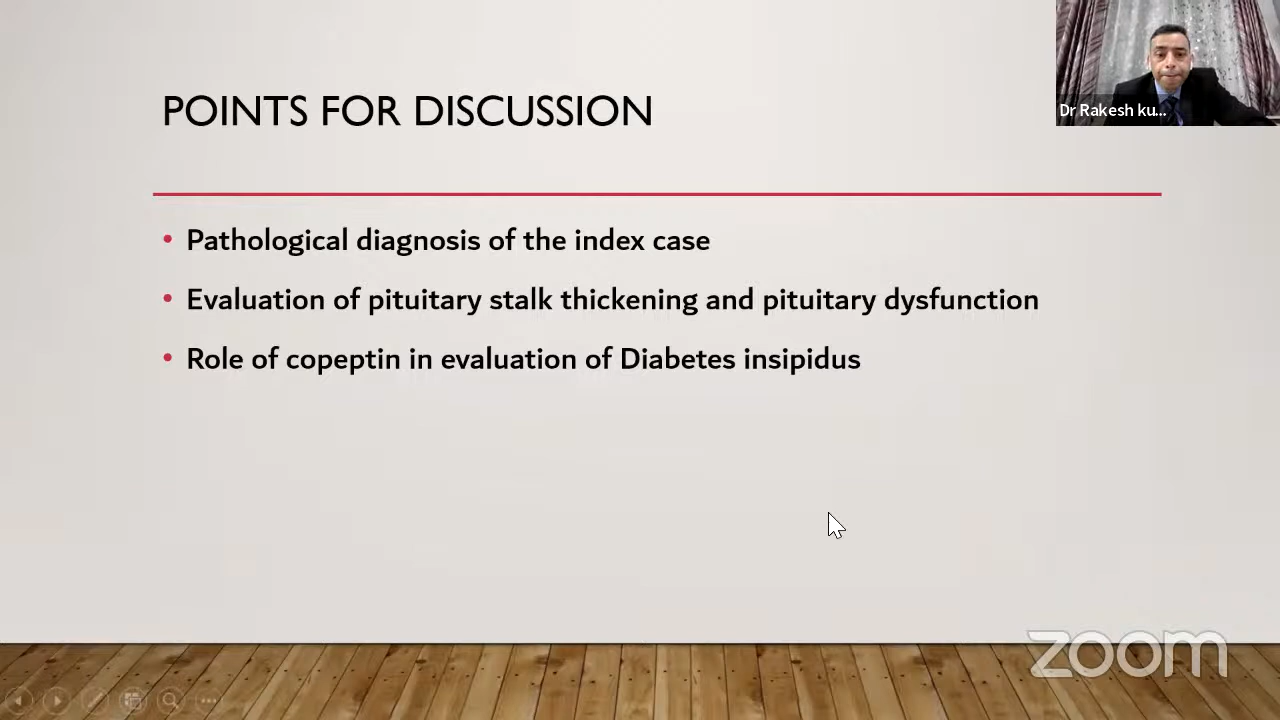 POINTS FOR DISCUSSION
Dr Rakesh ku...
• Pathological diagnosis of the index case
• Evaluation of pituitary stalk thickening and pituitary dysfunction
• Role of copeptin in evaluation of Diabetes insipidus
zoom